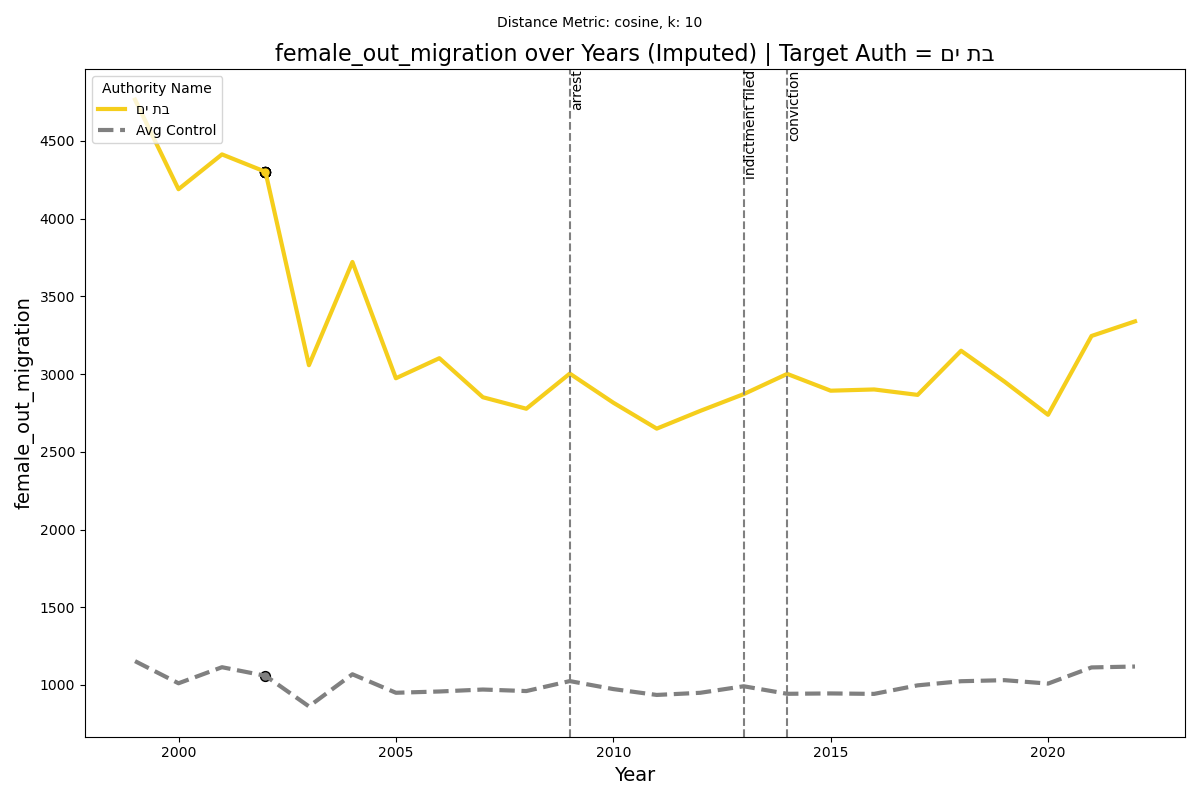 Distance Metric: cosine, k: 10
female_out_migration over Years (Imputed) | Target Auth = בת ים
Authority Name
בת ים
Avg Control
arrest
indictment filed
conviction
female_out_migration
4500
4000
3500
3000
2500
2000
1500
1000
2000
2005
2010
2015
2020
Year